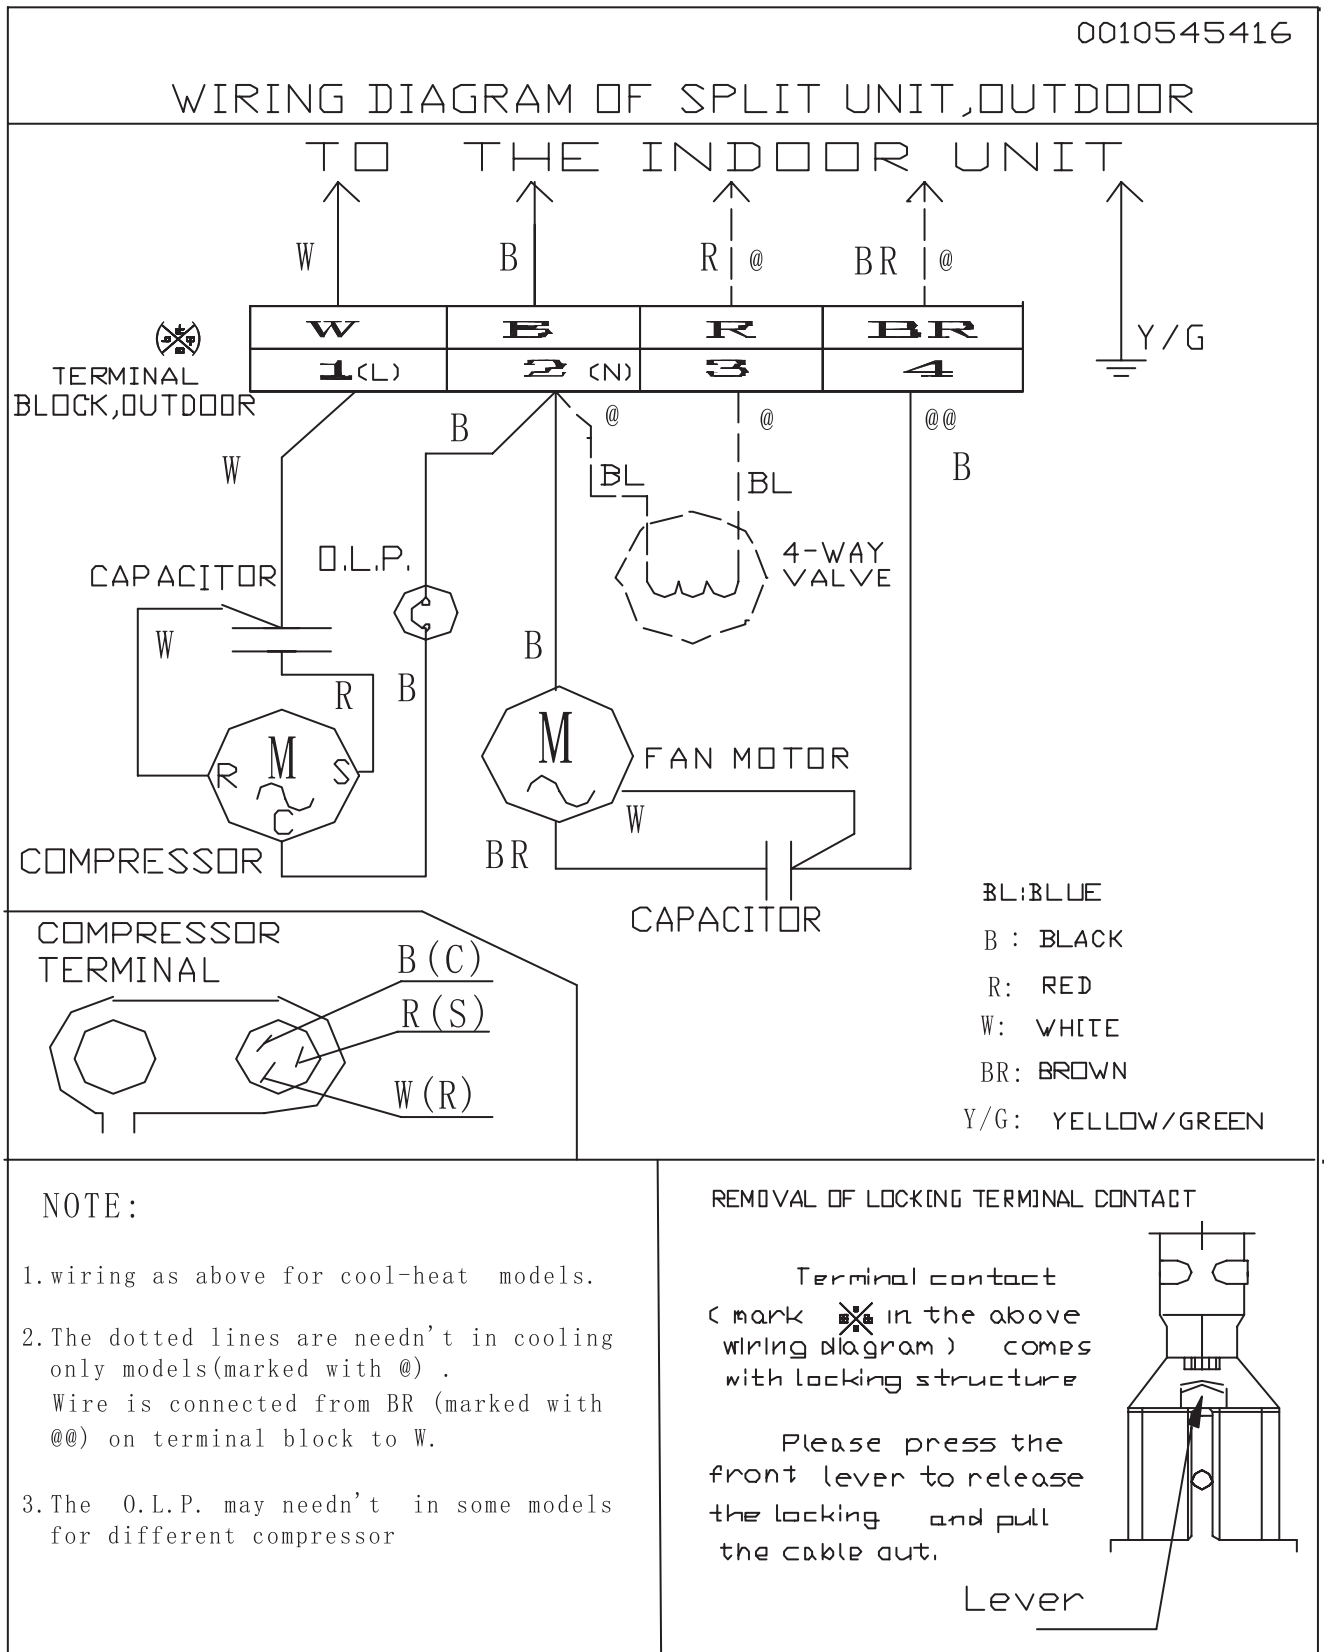 0010545416
WIRING DIAGRAM OF SPLIT UNIT,OUTDOOR
TO THE INDOOR UNIT
W B R @ BR @
Y/G
W B R BR
1(L) 2 (N) 3 4
TERMINAL
BLOCK,OUTDOOR
W B @ @ @@
B
BL BL
O.L.P.
4-WAY
VALVE
CAPACITOR
W R B B
M M
R S
C
FAN MOTOR
W
BR
COMPRESSOR
CAPACITOR
BL:BLUE
B : BLACK
R: RED
W: WHITE
BR: BROWN
Y/G: YELLOW/GREEN
COMPRESSOR
TERMINAL
B(C)
R(S)
W(R)
NOTE:
1.wiring as above for cool-heat models.
2.The dotted lines are needn't in cooling
only models(marked with @) .
Wire is connected from BR (marked with
@@) on terminal block to W.
3.The O.L.P. may needn't in some models
for different compressor
REMOVAL OF LOCKING TERMINAL CONTACT
Terminal contact
( mark ※ in the above
wiring diagram ) comes
with locking structure
Please press the
front lever to release
the locking and pull
the cable out.
Lever